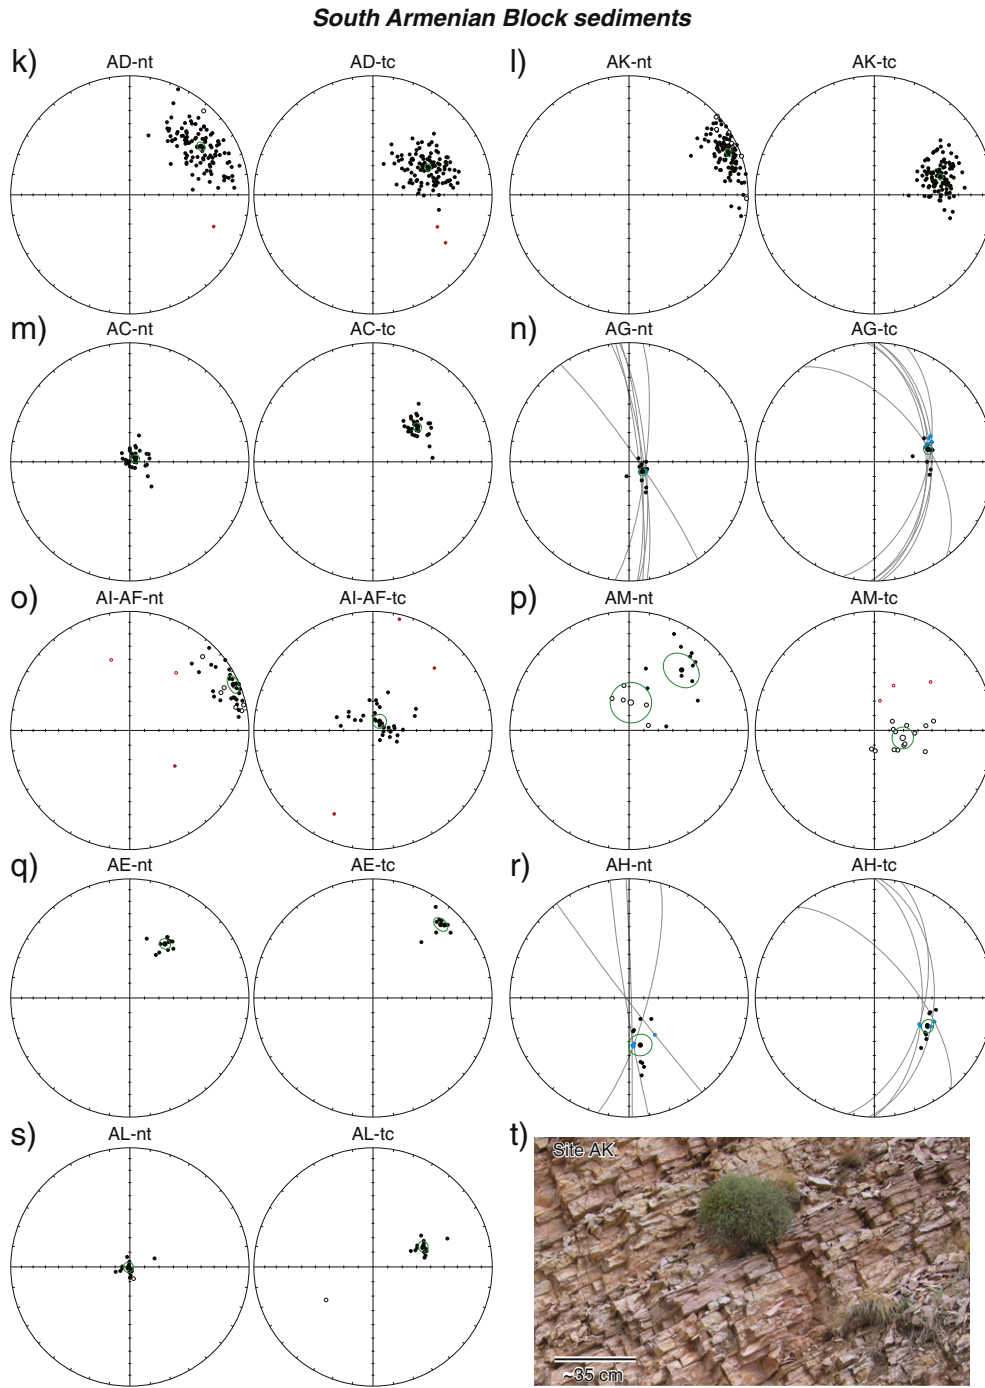 South Armenian Block sediments
k)
AD-nt
AD-tc
l)
AK-nt
AK-tc
m)
AC-nt
AC-tc
n)
AG-nt
AG-tc
o)
AI-AF-nt
AI-AF-tc
p)
AM-nt
AM-tc
q)
AE-nt
AE-tc
r)
AH-nt
AH-tc
s)
AL-nt
AL-tc
t)
Site AK
~35 cm